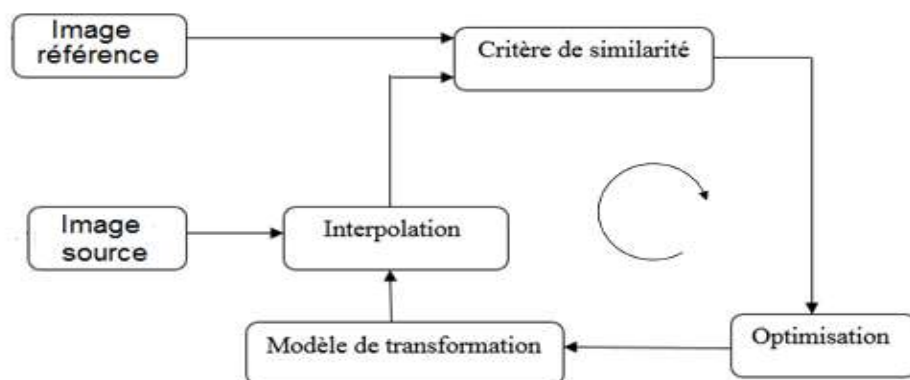 Image
référence
Critère de similarité
Image
source
Interpolation
Modèle de transformation
Optimisation